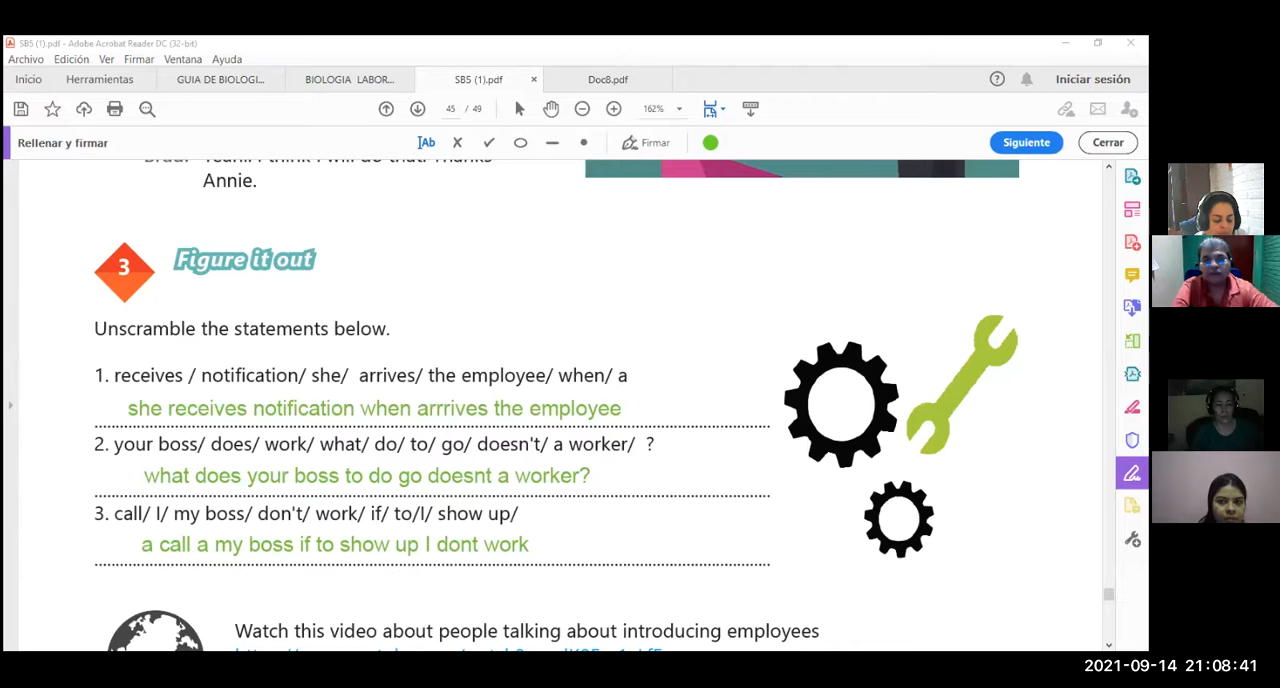 SB5 (1).pdf - Adobe Acrobat Reader DC (32-bit)
Archivo Edición Ver Firmar Ventana Ayuda
Inicio Herramientas GUIA DE BIOLOGI... BIOLOGIA LABOR... SB5 (1).pdf × Doc8.pdf Iniciar sesión
45 / 49 162%
Rellenar y firmar Ab Firmar Siguiente Cerrar
Annie.
3 Figure it out
Unscramble the statements below.
1. receives / notification/ she/ arrives/ the employee/ when/ a
she receives notification when arrrives the employee
2. your boss/ does/ work/ what/ do/ to/ go/ doesn't/ a worker/ ?
what does your boss to do go doesnt a worker?
3. call/ I/ my boss/ don't/ work/ if/ to/I/ show up/
a call a my boss if to show up I dont work
Watch this video about people talking about introducing employees
2021-09-14 21:08:41